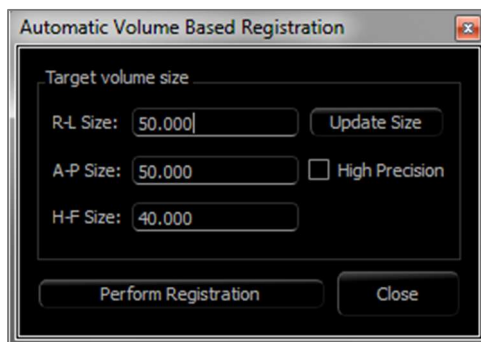 Automatic Volume Based Registration
Target volume size
R-L Size: 50.000 Update Size
A-P Size: 50.000 High Precision
H-F Size: 40.000
Perform Registration Close